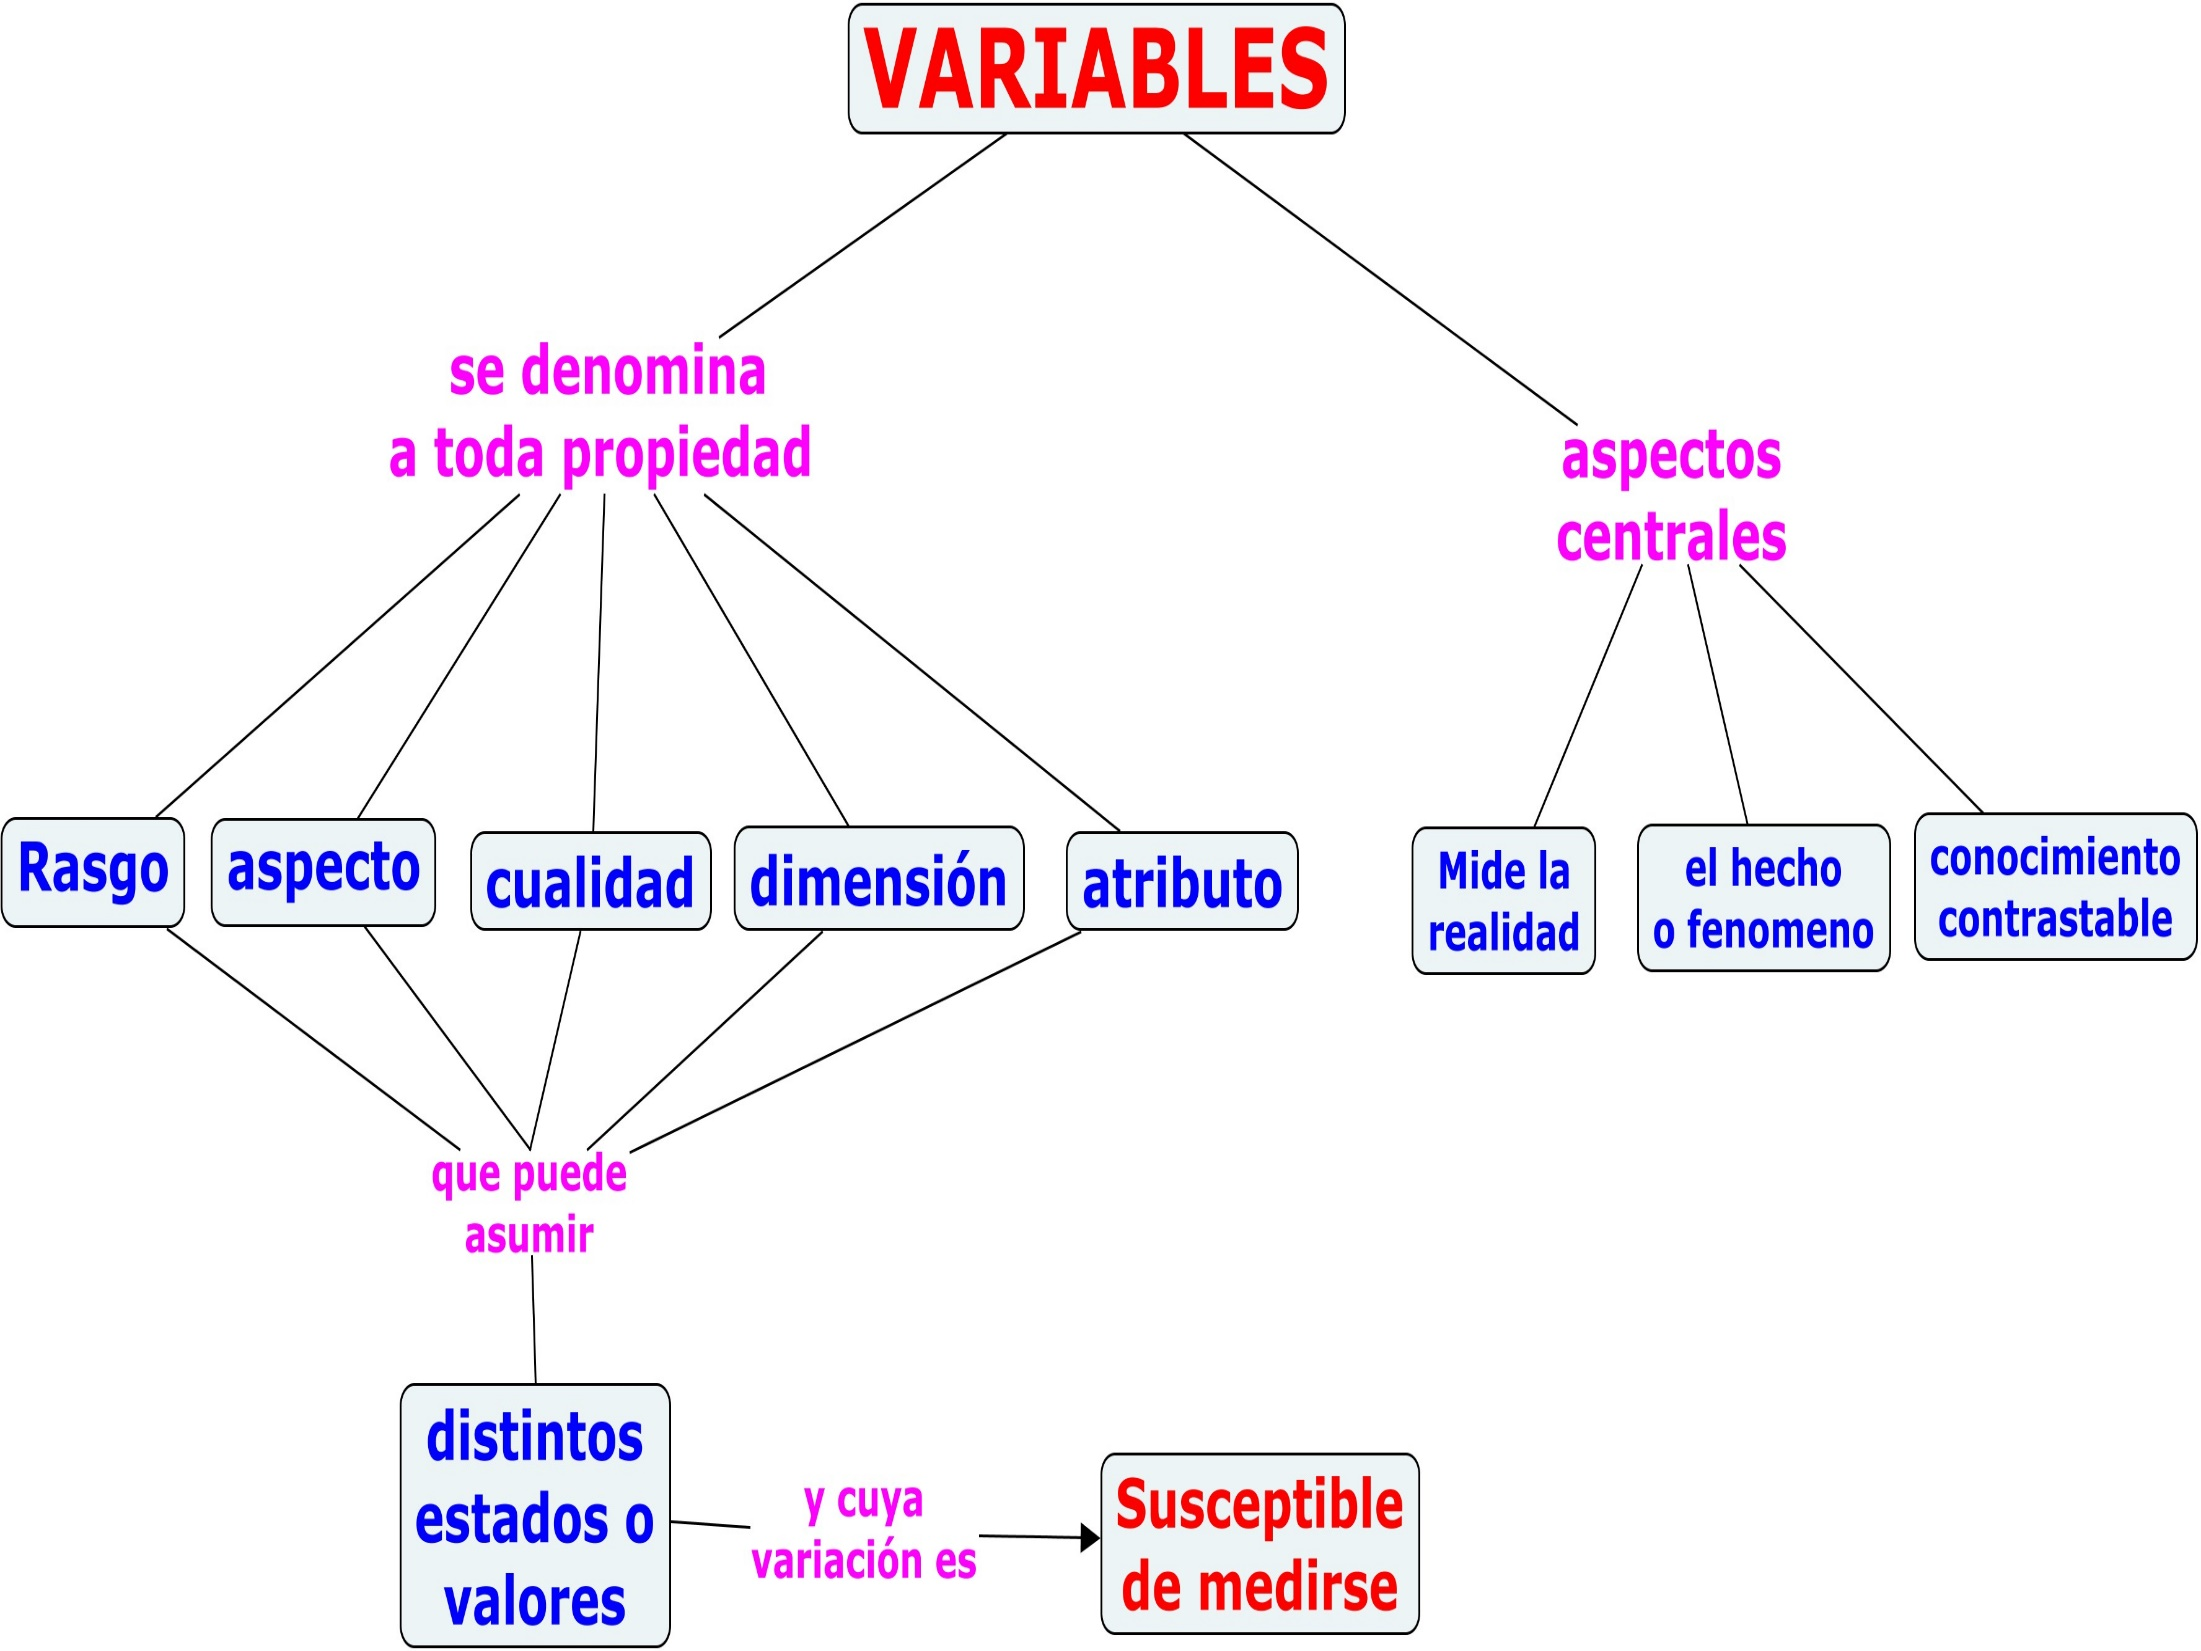 VARIABLES
se denomina
a toda propiedad
aspectos
centrales
Rasgo
aspecto
cualidad
dimensión
atributo
Mide la
realidad
el hecho
o fenomeno
conocimiento
contrastable
que puede
asumir
distintos
estados o
valores
y cuya
variación es
Susceptible
de medirse